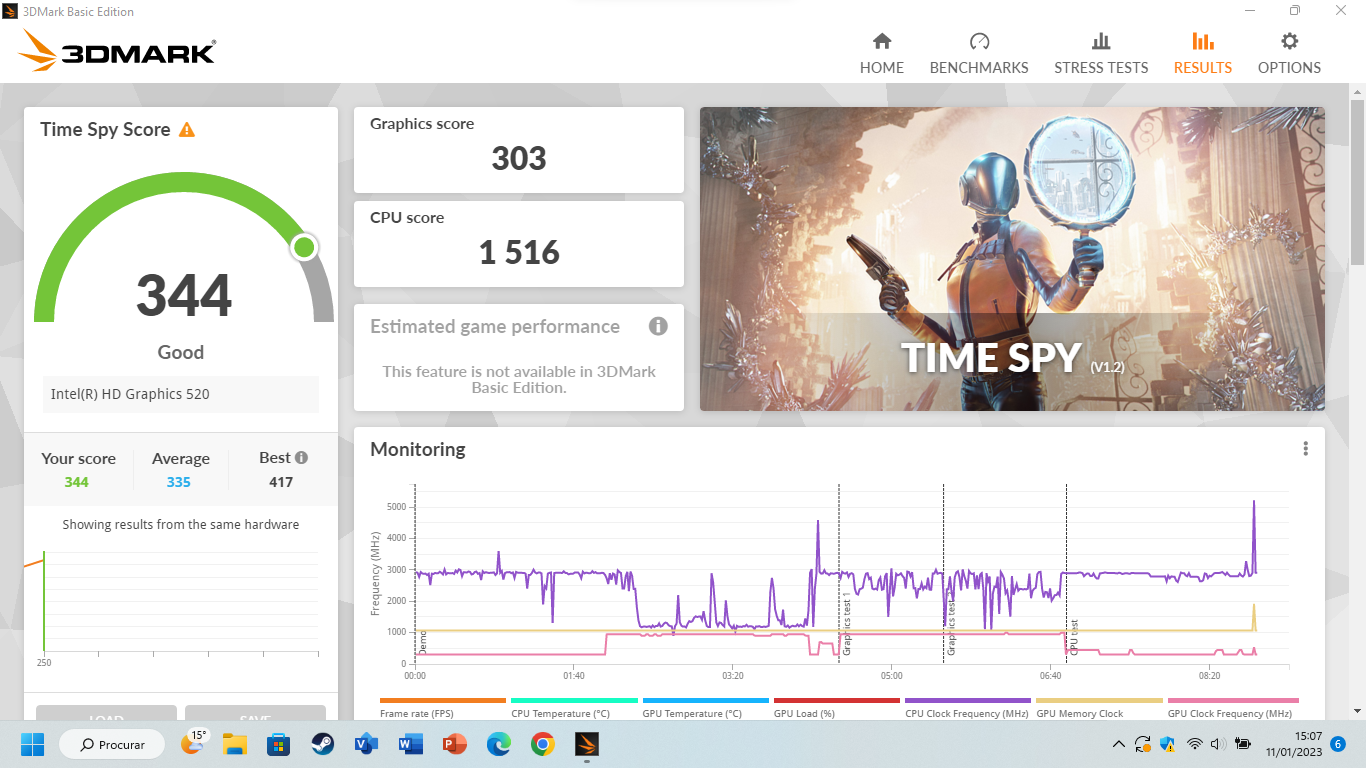 3DMark Basic Edition
3DMARK®
HOME
BENCHMARKS
STRESS TESTS
RESULTS
OPTIONS
Time Spy Score
344
Good
Intel(R) HD Graphics 520
Your score
344
Average
335
Best
417
Showing results from the same hardware
250
LOAD
SAVE
Graphics score
303
CPU score
1 516
Estimated game performance
This feature is not available in 3DMark
Basic Edition.
TIME SPY (V1.2)
Monitoring
Frequency (MHz)
5000
4000
3000
2000
1000
0
Demo
Graphics test 1
Graphics test 2
CPU test
00:00
01:40
03:20
05:00
06:40
08:20
Frame rate (FPS)
CPU Temperature (°C)
GPU Temperature (°C)
GPU Load (%)
CPU Clock Frequency (MHz)
GPU Memory Clock
GPU Clock Frequency (MHz)
Procurar
15°
15:07
11/01/2023
6